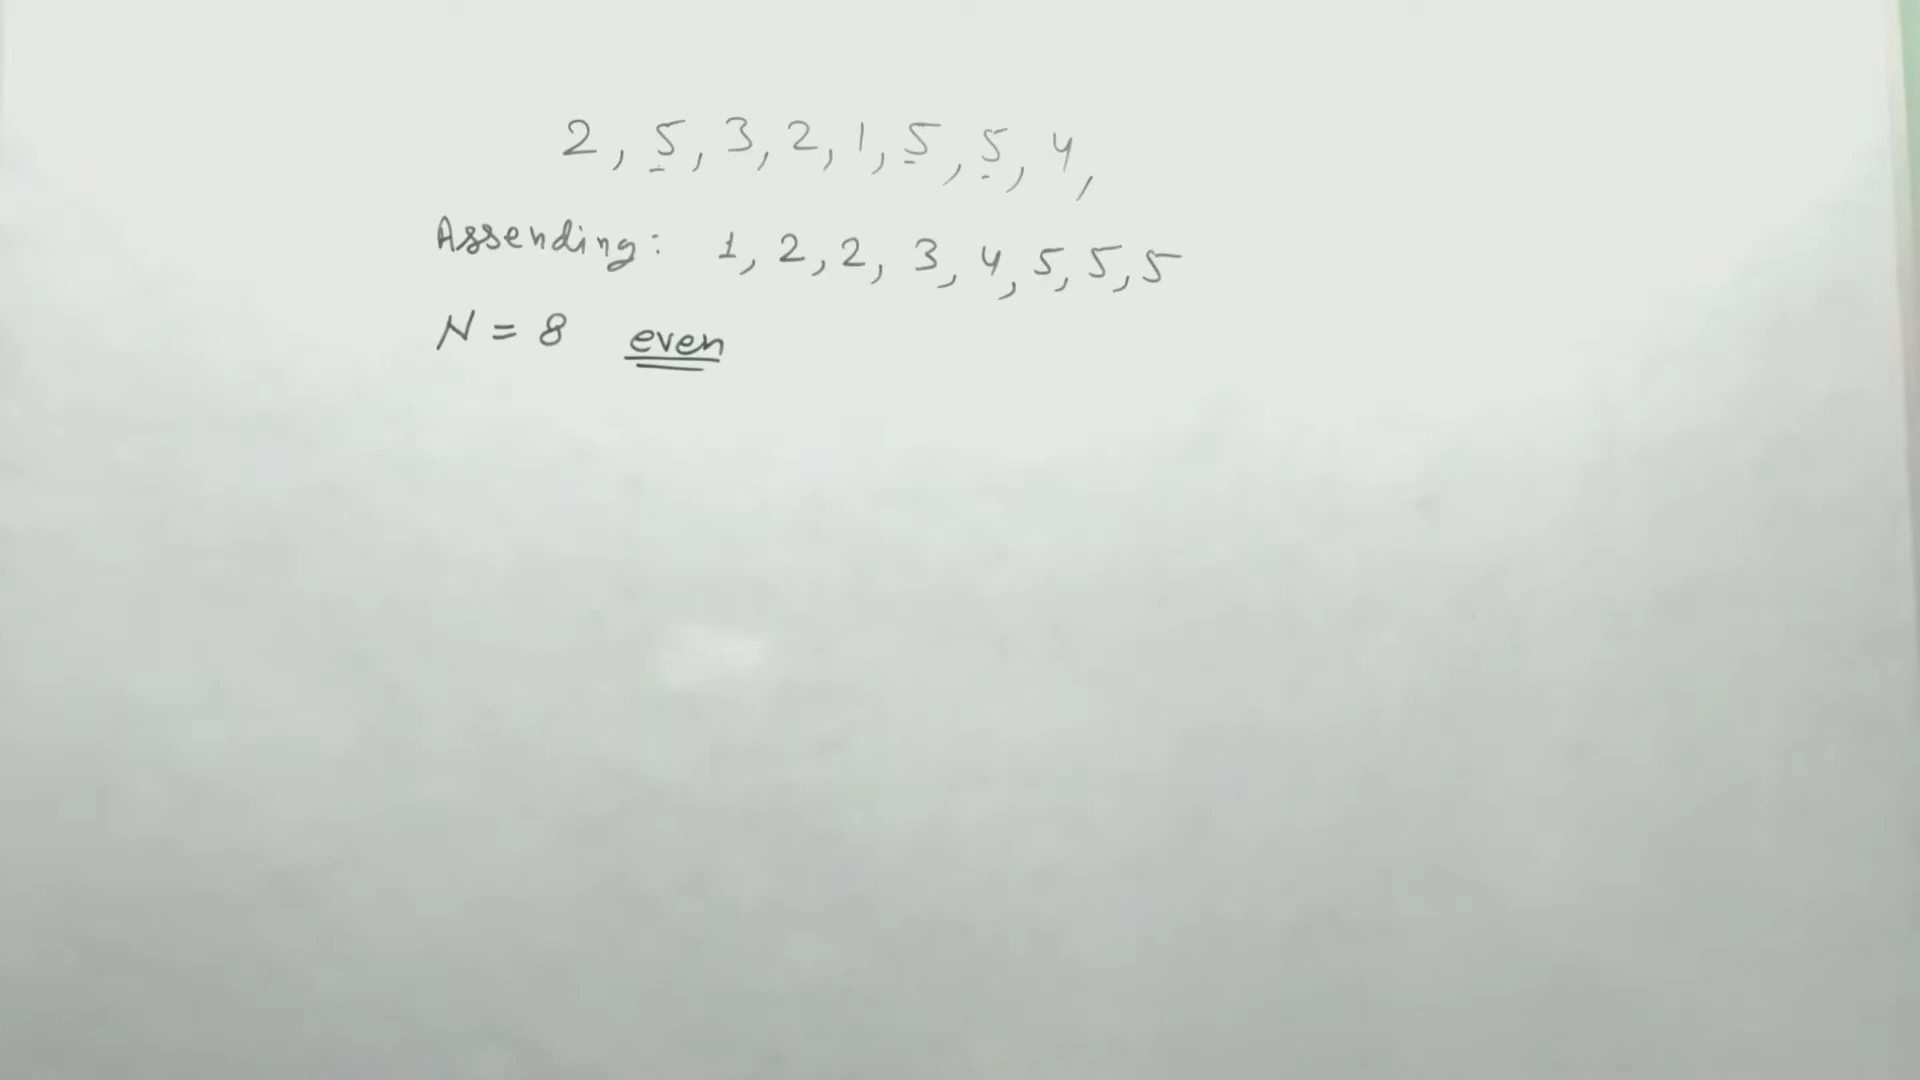 2, 5, 3, 2, 1, 5, 5, 4,
Assending: 1, 2, 2, 3, 4, 5, 5, 5
N = 8 even